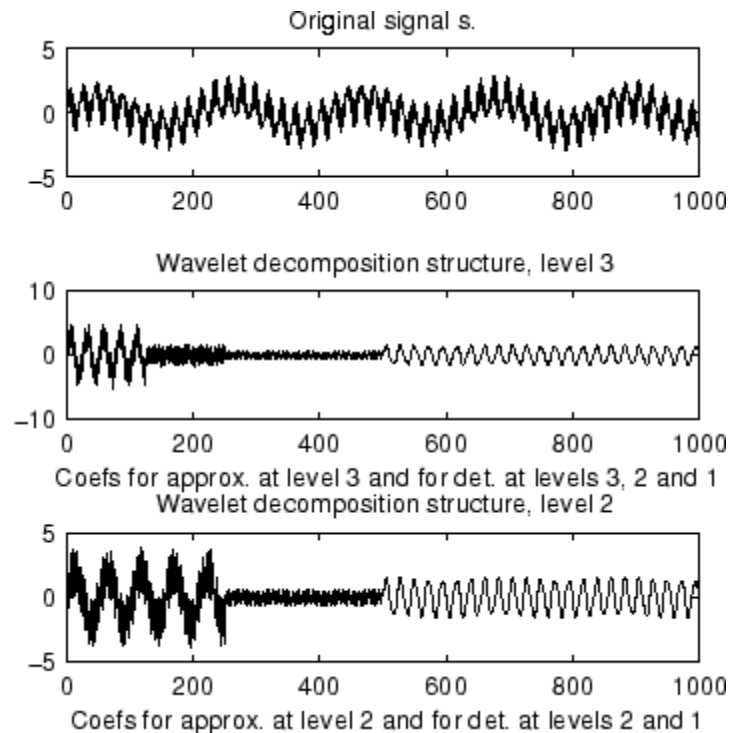 Original signal s.
5
0
−5
0 200 400 600 800 1000
Wavelet decomposition structure, level 3
10
0
−10
0 200 400 600 800 1000
Coefs for approx. at level 3 and for det. at levels 3, 2 and 1
Wavelet decomposition structure, level 2
5
0
−5
0 200 400 600 800 1000
Coefs for approx. at level 2 and for det. at levels 2 and 1